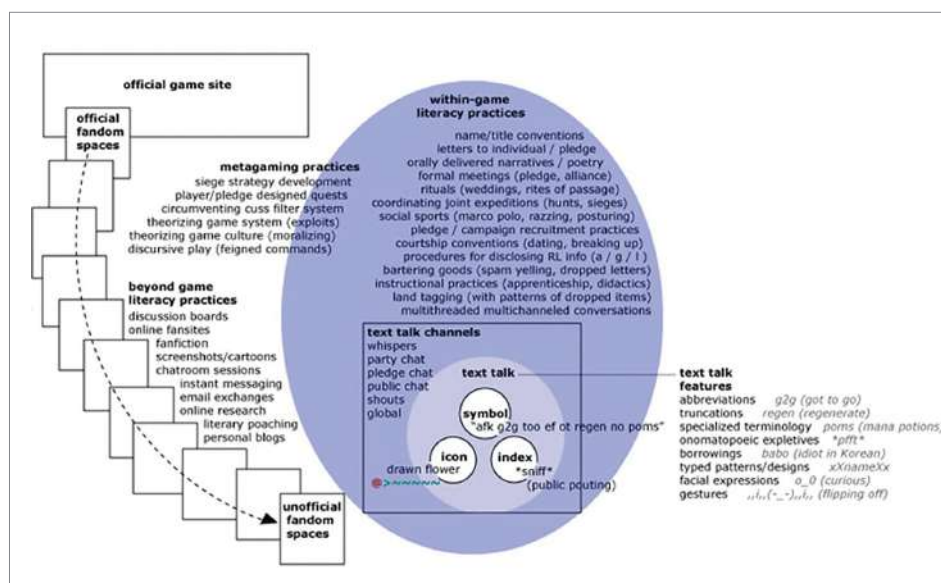 official game site
official
fandom
spaces
metagaming practices
siege strategy development
player/pledge designed quests
circumventing cuss filter system
theorizing game system (exploits)
theorizing game culture (moralizing)
discursive play (feigned commands)
beyond game
literacy practices
discussion boards
online fansites
fanfiction
screenshots/cartoons
chatroom sessions
instant messaging
email exchanges
online research
literary poaching
personal blogs
unofficial
fandom
spaces
within-game
literacy practices
name/title conventions
letters to individual / pledge
orally delivered narratives / poetry
formal meetings (pledge, alliance)
rituals (weddings, rites of passage)
coordinating joint expeditions (hunts, sieges)
social sports (marco polo, razzing, posturing)
pledge / campaign recruitment practices
courtship conventions (dating, breaking up)
procedures for disclosing RL info (a / g / l )
bartering goods (spam yelling, dropped letters)
instructional practices (apprenticeship, didactics)
land tagging (with patterns of dropped items)
multithreaded multichanneled conversations
text talk channels
whispers
party chat
pledge chat
public chat
shouts
global
text talk
symbol
"afk g2g too ef ot regen no poms"
icon
drawn flower
@>~~~~~~~
index
*sniff*
(public pouting)
text talk
features
abbreviations g2g (got to go)
truncations regen (regenerate)
specialized terminology poms (mana potions)
onomatopoeic expletives *pfft*
borrowings babo (idiot in Korean)
typed patterns/designs xXnameXx
facial expressions o_0 (curious)
gestures ,,i,,(-_-),,i,, (flipping off)